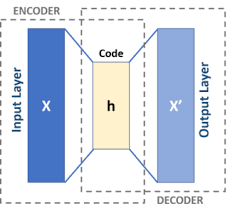 ENCODER
Code
Input Layer
X
h
X'
Output Layer
DECODER